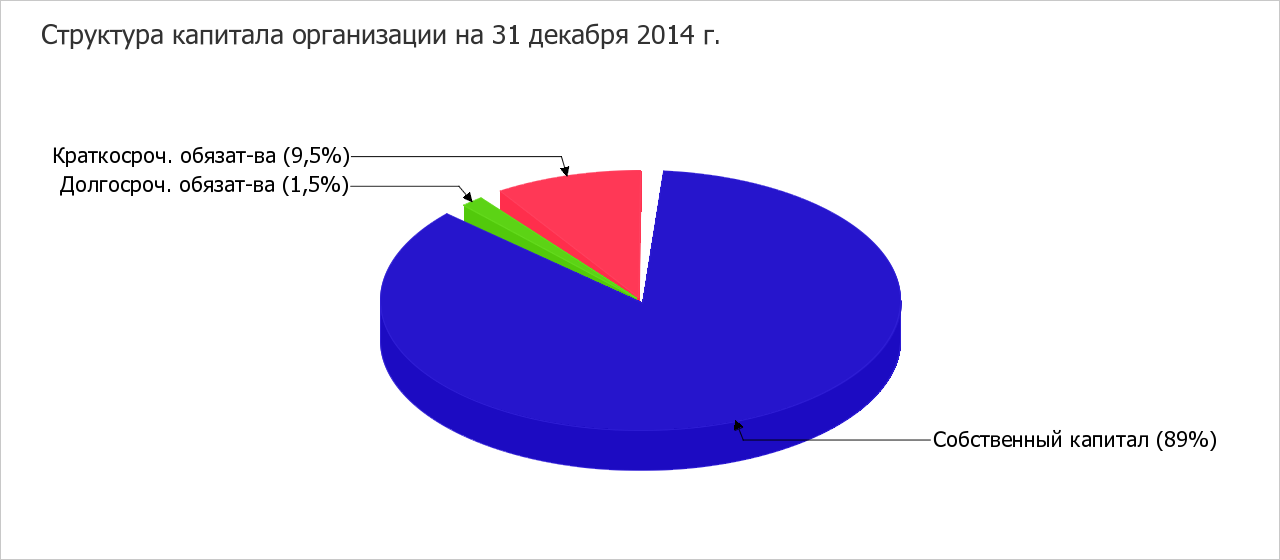 Структура капитала организации на 31 декабря 2014 г.
Краткосроч. обязат-ва (9,5%)
Долгосроч. обязат-ва (1,5%)
Собственный капитал (89%)